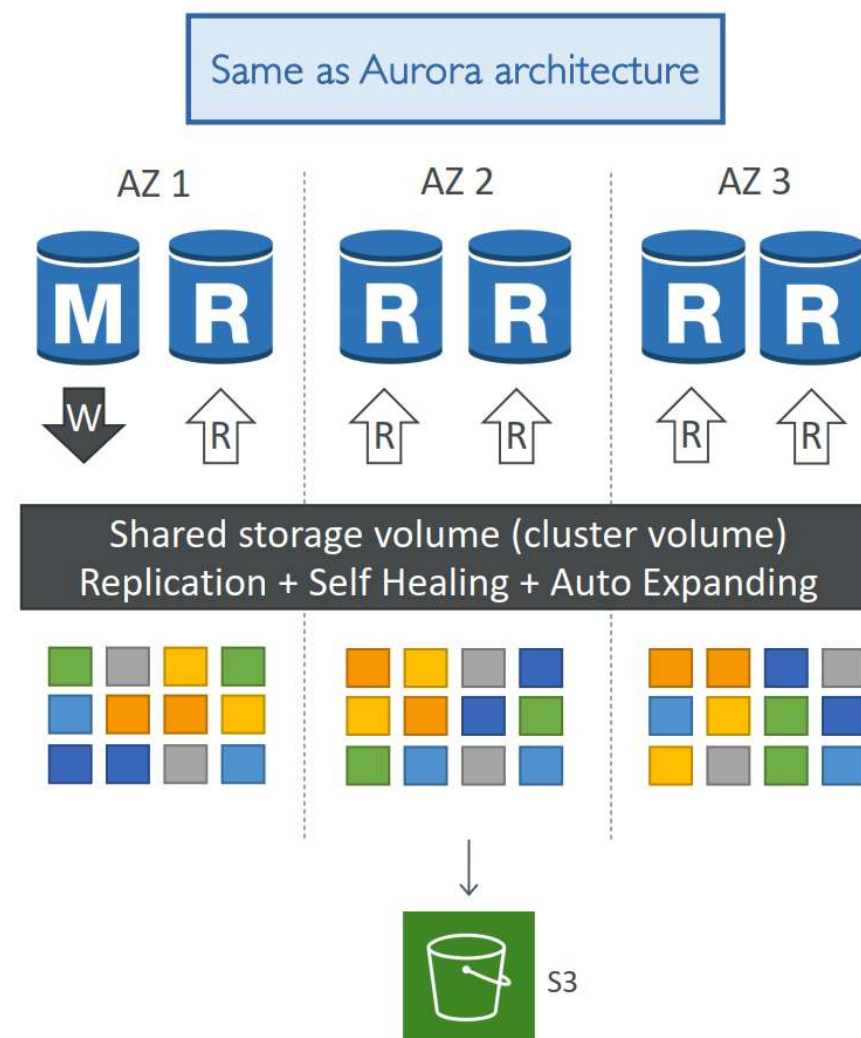 Same as Aurora architecture
AZ 1
AZ 2
AZ 3
M
R
R
R
R
R
W
R
R
R
R
R
Shared storage volume (cluster volume)
Replication + Self Healing + Auto Expanding
S3